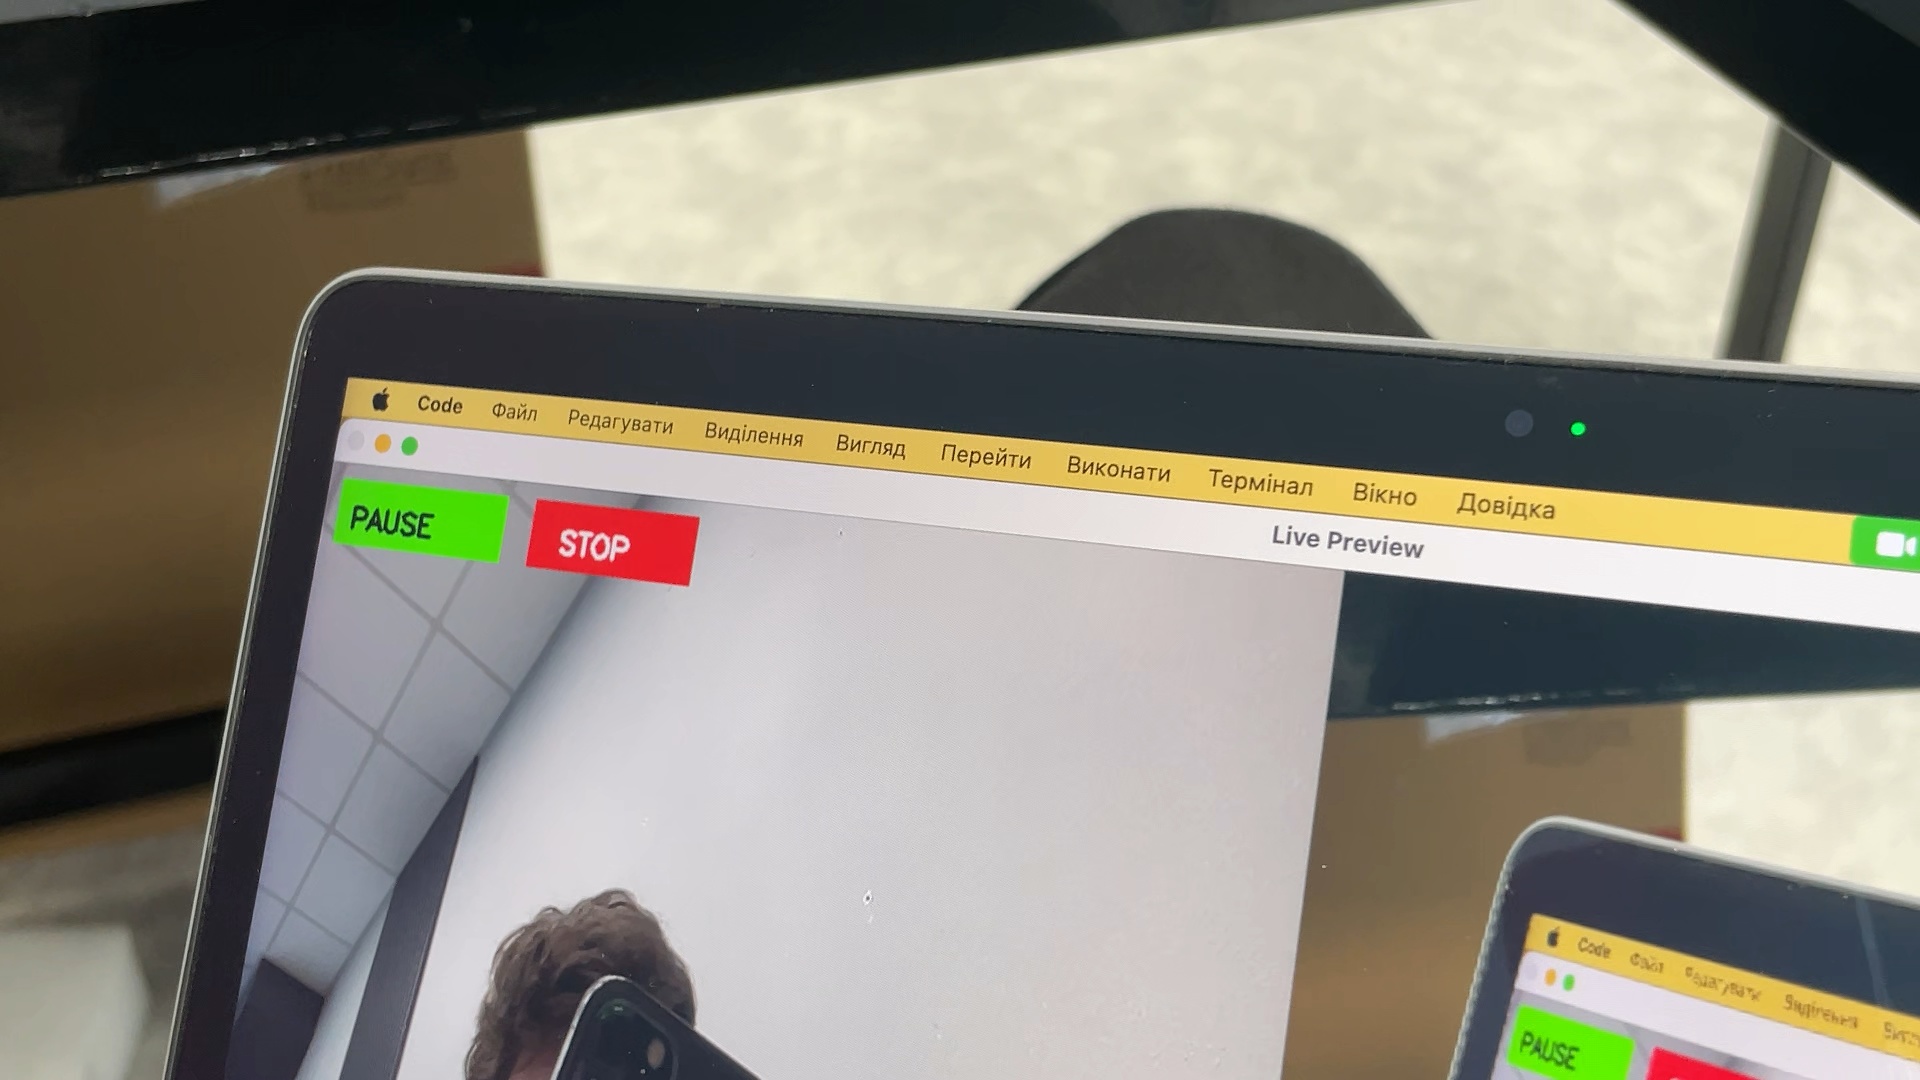 Code Файл Редагувати Виділення Вигляд Перейти Виконати Термінал Вікно Довідка
Live Preview
PAUSE STOP
Code Файл Редагувати Виділення
PAUSE